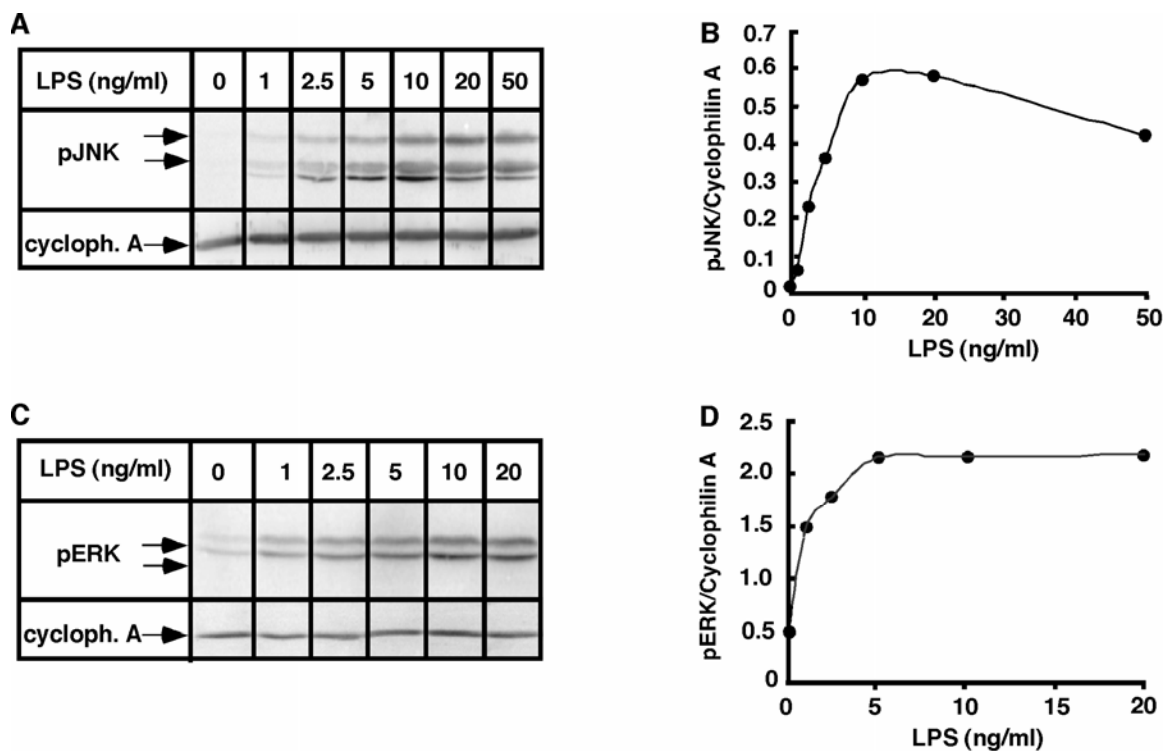 A
LPS (ng/ml) 0 1 2.5 5 10 20 50
pJNK
cycloph. A
B
pJNK/Cyclophilin A
0.7
0.6
0.5
0.4
0.3
0.2
0.1
0
0 10 20 30 40 50
LPS (ng/ml)
C
LPS (ng/ml) 0 1 2.5 5 10 20
pERK
cycloph. A
D
pERK/Cyclophilin A
2.5
2.0
1.5
1.0
0.5
0
0 5 10 15 20
LPS (ng/ml)